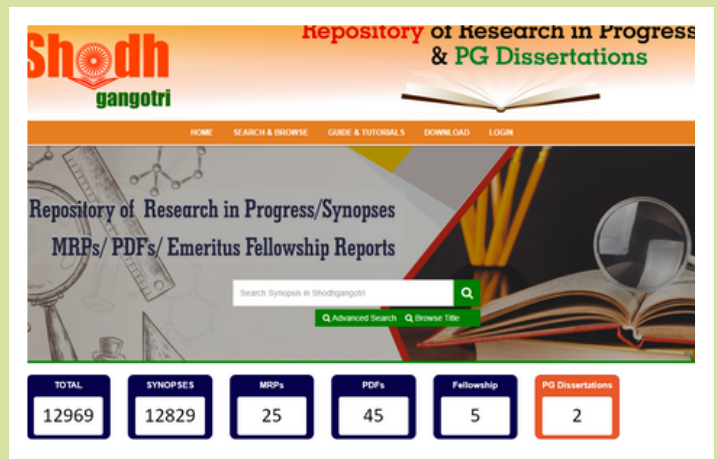 Shodh
gangotri
Repository of Research in Progress
& PG Dissertations
HOME SEARCH & BROWSE GUIDE & TUTORIALS DOWNLOAD LOGIN
Repository of Research in Progress/Synopses
MRPs/ PDFs/ Emeritus Fellowship Reports
Search Synopsis in Shodhgangotri
Advanced Search Browse Title
TOTAL SYNOPSES MRPs PDFs Fellowship PG Dissertations
12969 12829 25 45 5 2